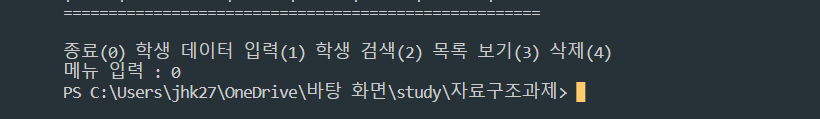 ====================================================
종료(0) 학생 데이터 입력(1) 학생 검색(2) 목록 보기(3) 삭제(4)
메뉴 입력 : 0
PS C:\Users\jhk27\OneDrive\바탕 화면\study\자료구조과제>